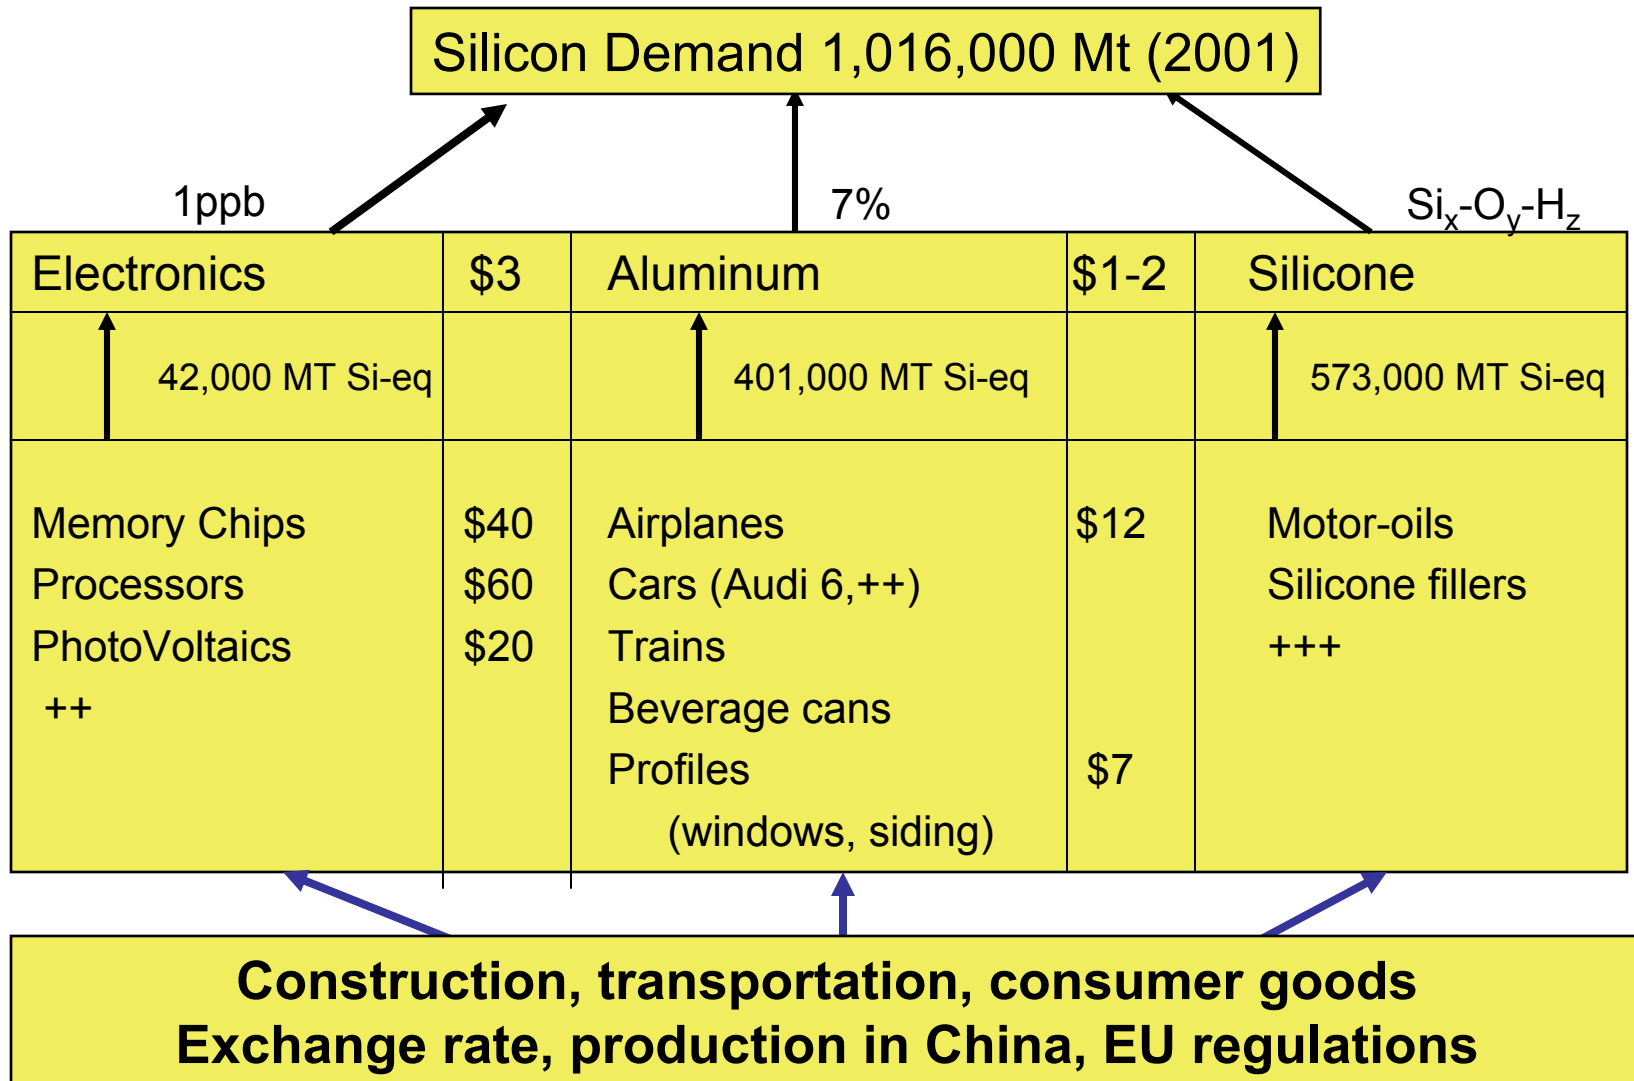 Silicon Demand 1,016,000 Mt (2001)
1ppb 7% Siₓ-Oᵧ-H_z
Electronics $3 Aluminum $1-2 Silicone
42,000 MT Si-eq 401,000 MT Si-eq 573,000 MT Si-eq
Memory Chips $40 Airplanes $12 Motor-oils
Processors $60 Cars (Audi 6,++) Silicone fillers
PhotoVoltaics $20 Trains +++
++ Beverage cans
Profiles $7
(windows, siding)
Construction, transportation, consumer goods
Exchange rate, production in China, EU regulations